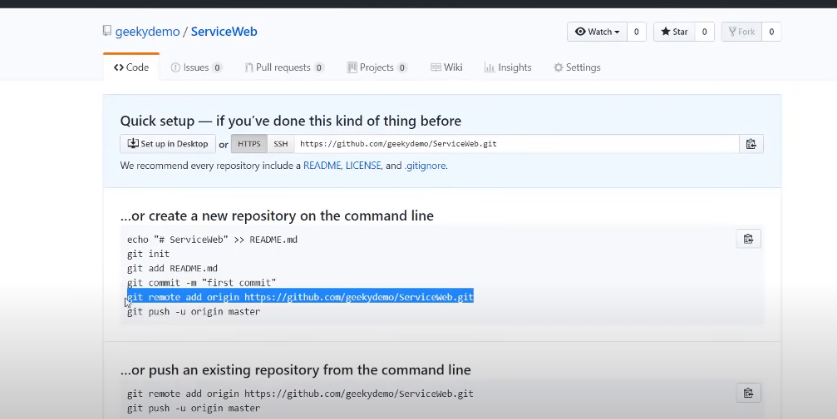 geekydemo / ServiceWeb
Watch 0 Star 0 Fork 0
Code Issues 0 Pull requests 0 Projects 0 Wiki Insights Settings
Quick setup — if you've done this kind of thing before
Set up in Desktop or HTTPS SSH https://github.com/geekydemo/ServiceWeb.git
We recommend every repository include a README, LICENSE, and .gitignore.
...or create a new repository on the command line
echo "# ServiceWeb" >> README.md
git init
git add README.md
git commit -m "first commit"
git remote add origin https://github.com/geekydemo/ServiceWeb.git
git push -u origin master
...or push an existing repository from the command line
git remote add origin https://github.com/geekydemo/ServiceWeb.git
git push -u origin master